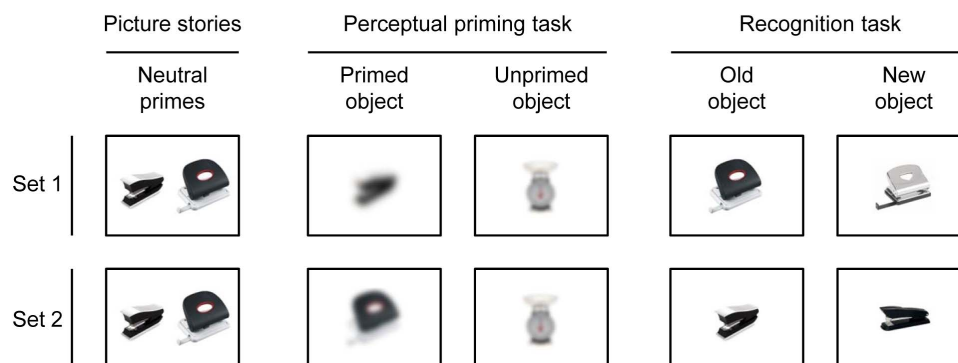 Picture stories
Perceptual priming task
Recognition task
Neutral
primes
Primed
object
Unprimed
object
Old
object
New
object
Set 1
Set 2